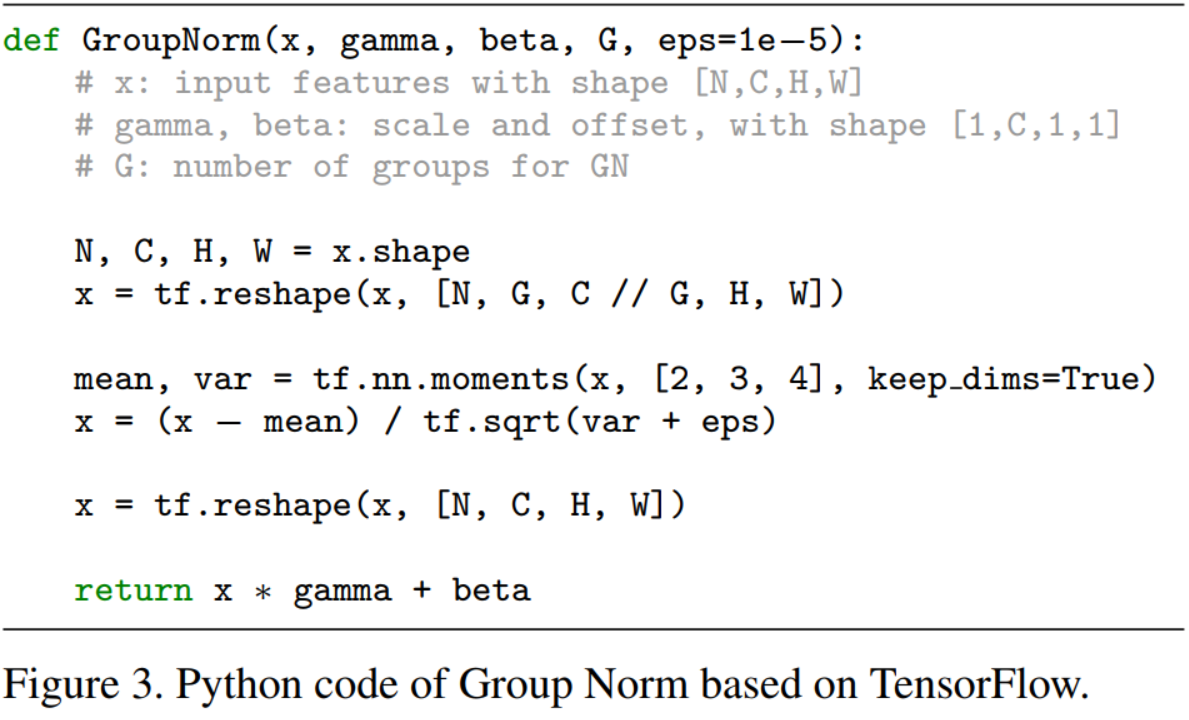 def GroupNorm(x, gamma, beta, G, eps=1e−5):
# x: input features with shape [N,C,H,W]
# gamma, beta: scale and offset, with shape [1,C,1,1]
# G: number of groups for GN
N, C, H, W = x.shape
x = tf.reshape(x, [N, G, C // G, H, W])
mean, var = tf.nn.moments(x, [2, 3, 4], keep_dims=True)
x = (x − mean) / tf.sqrt(var + eps)
x = tf.reshape(x, [N, C, H, W])
return x * gamma + beta
Figure 3. Python code of Group Norm based on TensorFlow.